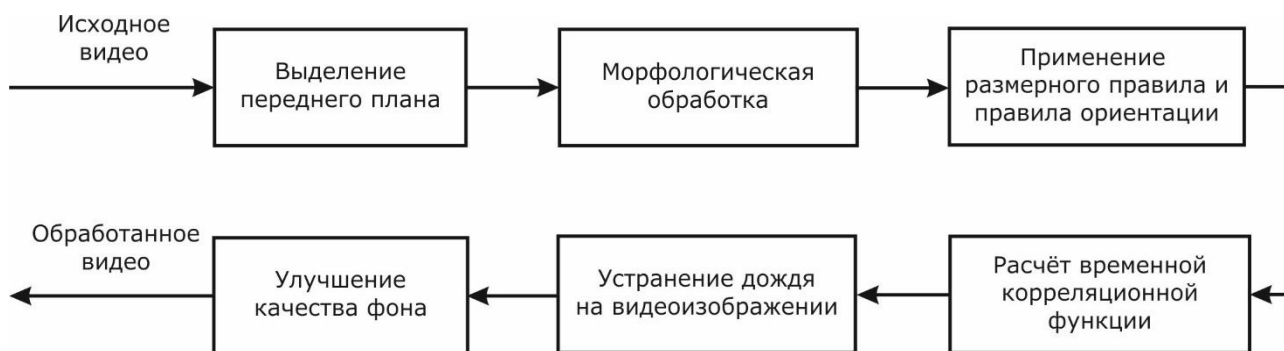 Исходное
видео
Выделение
переднего плана
Морфологическая
обработка
Применение
размерного правила и
правила ориентации
Обработанное
видео
Улучшение
качества фона
Устранение дождя
на видеоизображении
Расчёт временной
корреляционной
функции